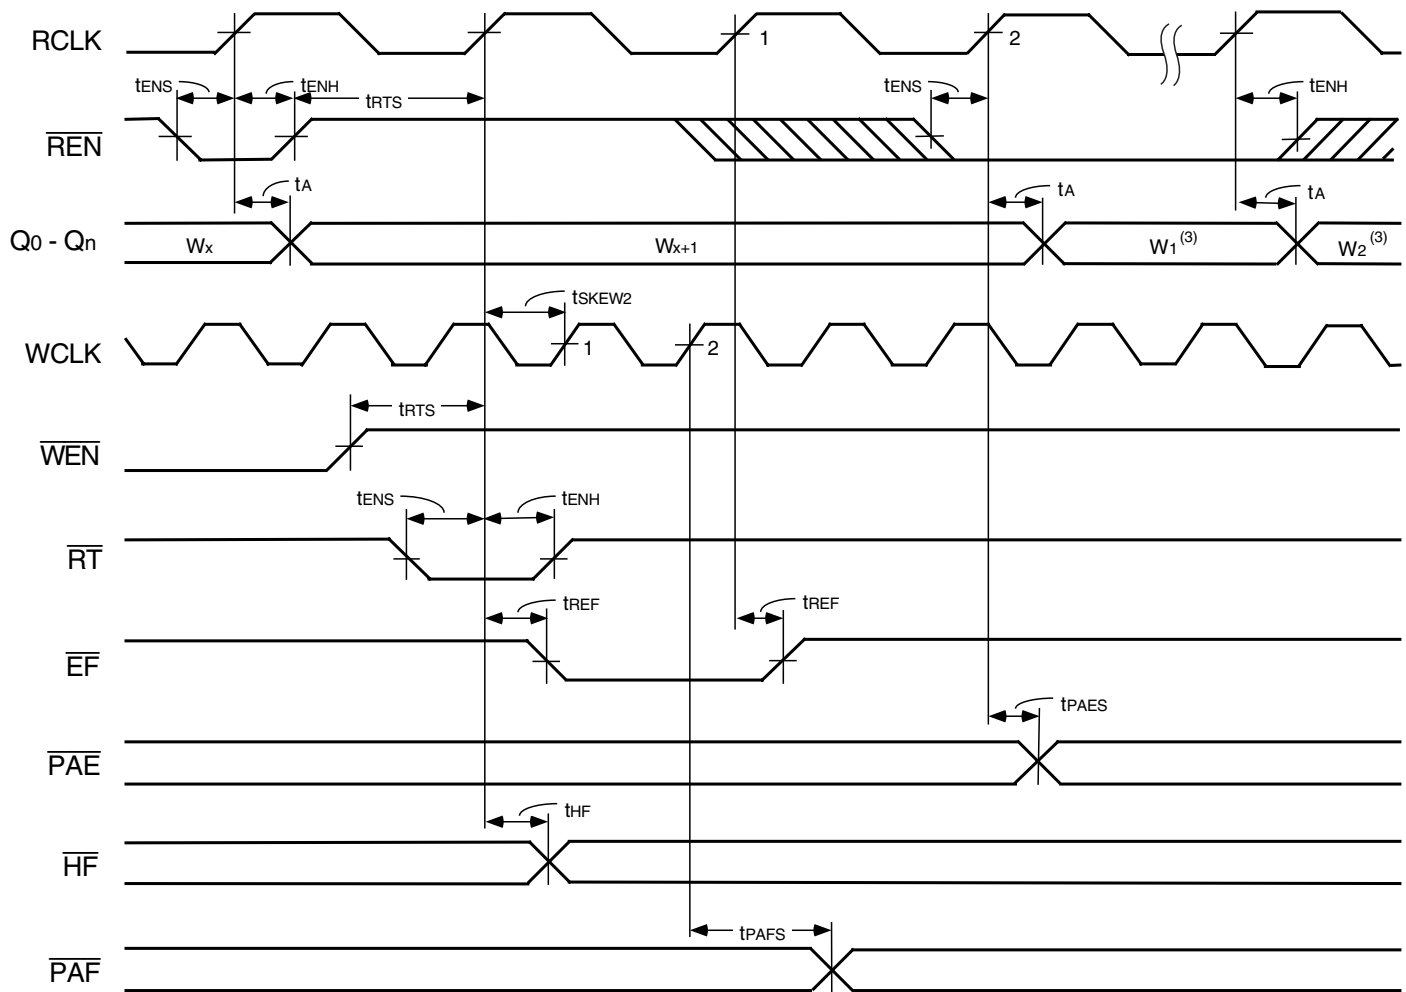 RCLK
1
2
tENS
tENH
tRTS
tENS
tENH
REN
tA
tA
tA
Q0 - Qn
Wx
Wx+1
W1(3)
W2(3)
tSKEW2
WCLK
1
2
tRTS
WEN
tENS
tENH
RT
tREF
tREF
EF
tPAES
PAE
tHF
HF
tPAFS
PAF